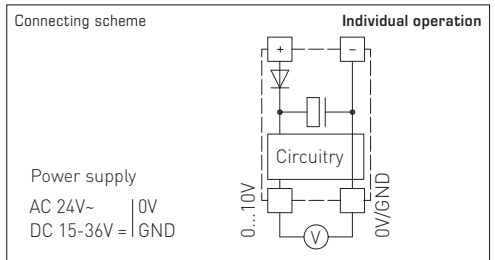 Connecting scheme
Individual operation
+ −
Circuitry
Power supply
AC 24V~ 0V
DC 15-36V = GND
0...10V
0V/GND
V